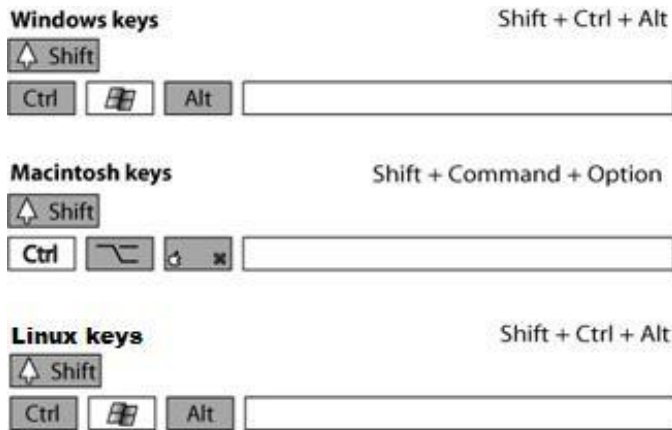 Windows keys Shift + Ctrl + Alt
Shift
Ctrl Alt
Macintosh keys Shift + Command + Option
Shift
Ctrl ⌥ ⌘
Linux keys Shift + Ctrl + Alt
Shift
Ctrl Alt